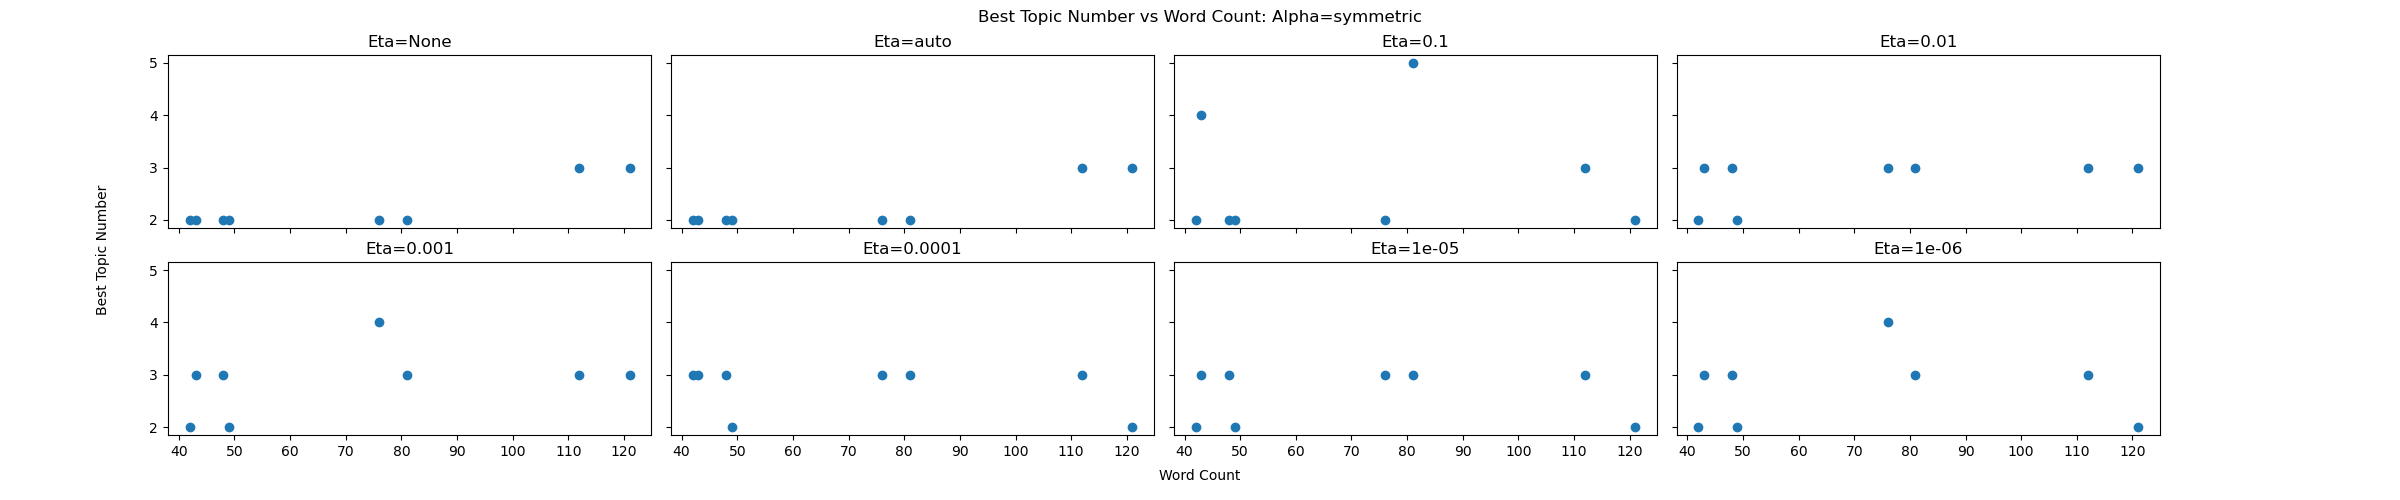 Best Topic Number vs Word Count: Alpha=symmetric
Eta=None
Eta=auto
Eta=0.1
Eta=0.01
5
4
3
2
Eta=0.001
Eta=0.0001
Eta=1e-05
Eta=1e-06
Best Topic Number
5
4
3
2
40 50 60 70 80 90 100 110 120
40 50 60 70 80 90 100 110 120
40 50 60 70 80 90 100 110 120
40 50 60 70 80 90 100 110 120
Word Count